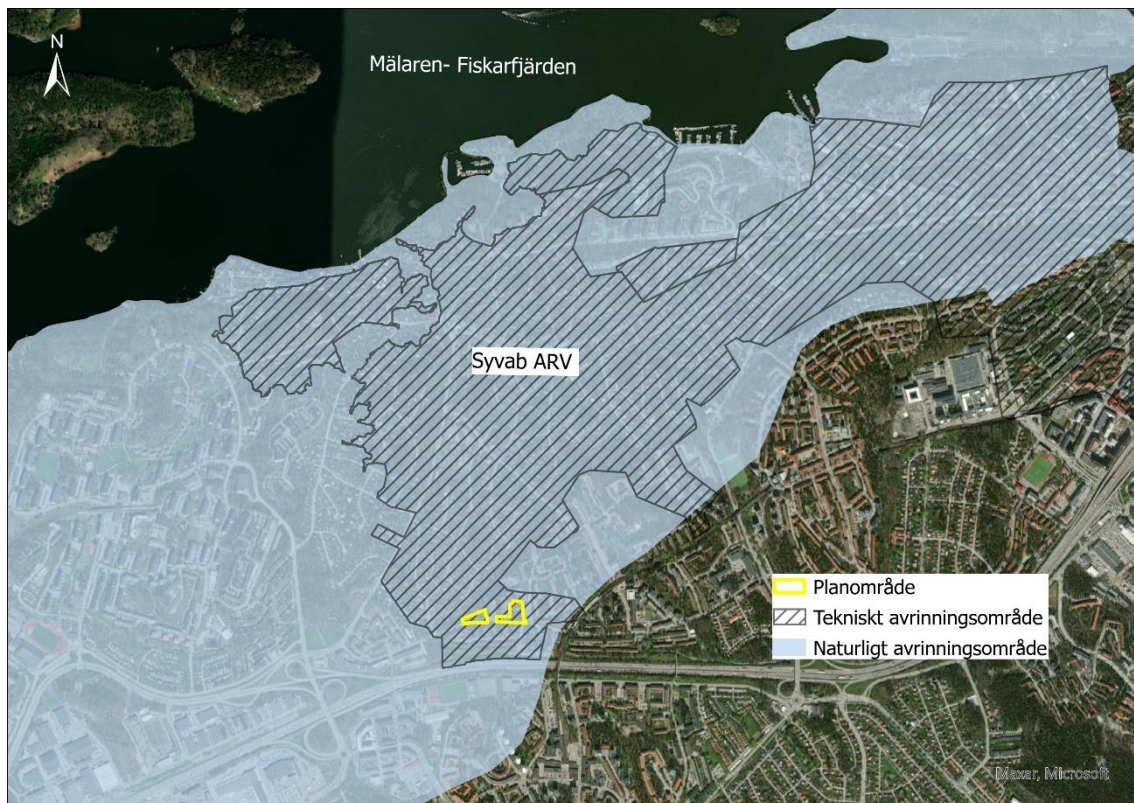 N
Mälaren- Fiskarfjärden
Syvab ARV
Planområde
Tekniskt avrinningsområde
Naturligt avrinningsområde
Maxar, Microsoft